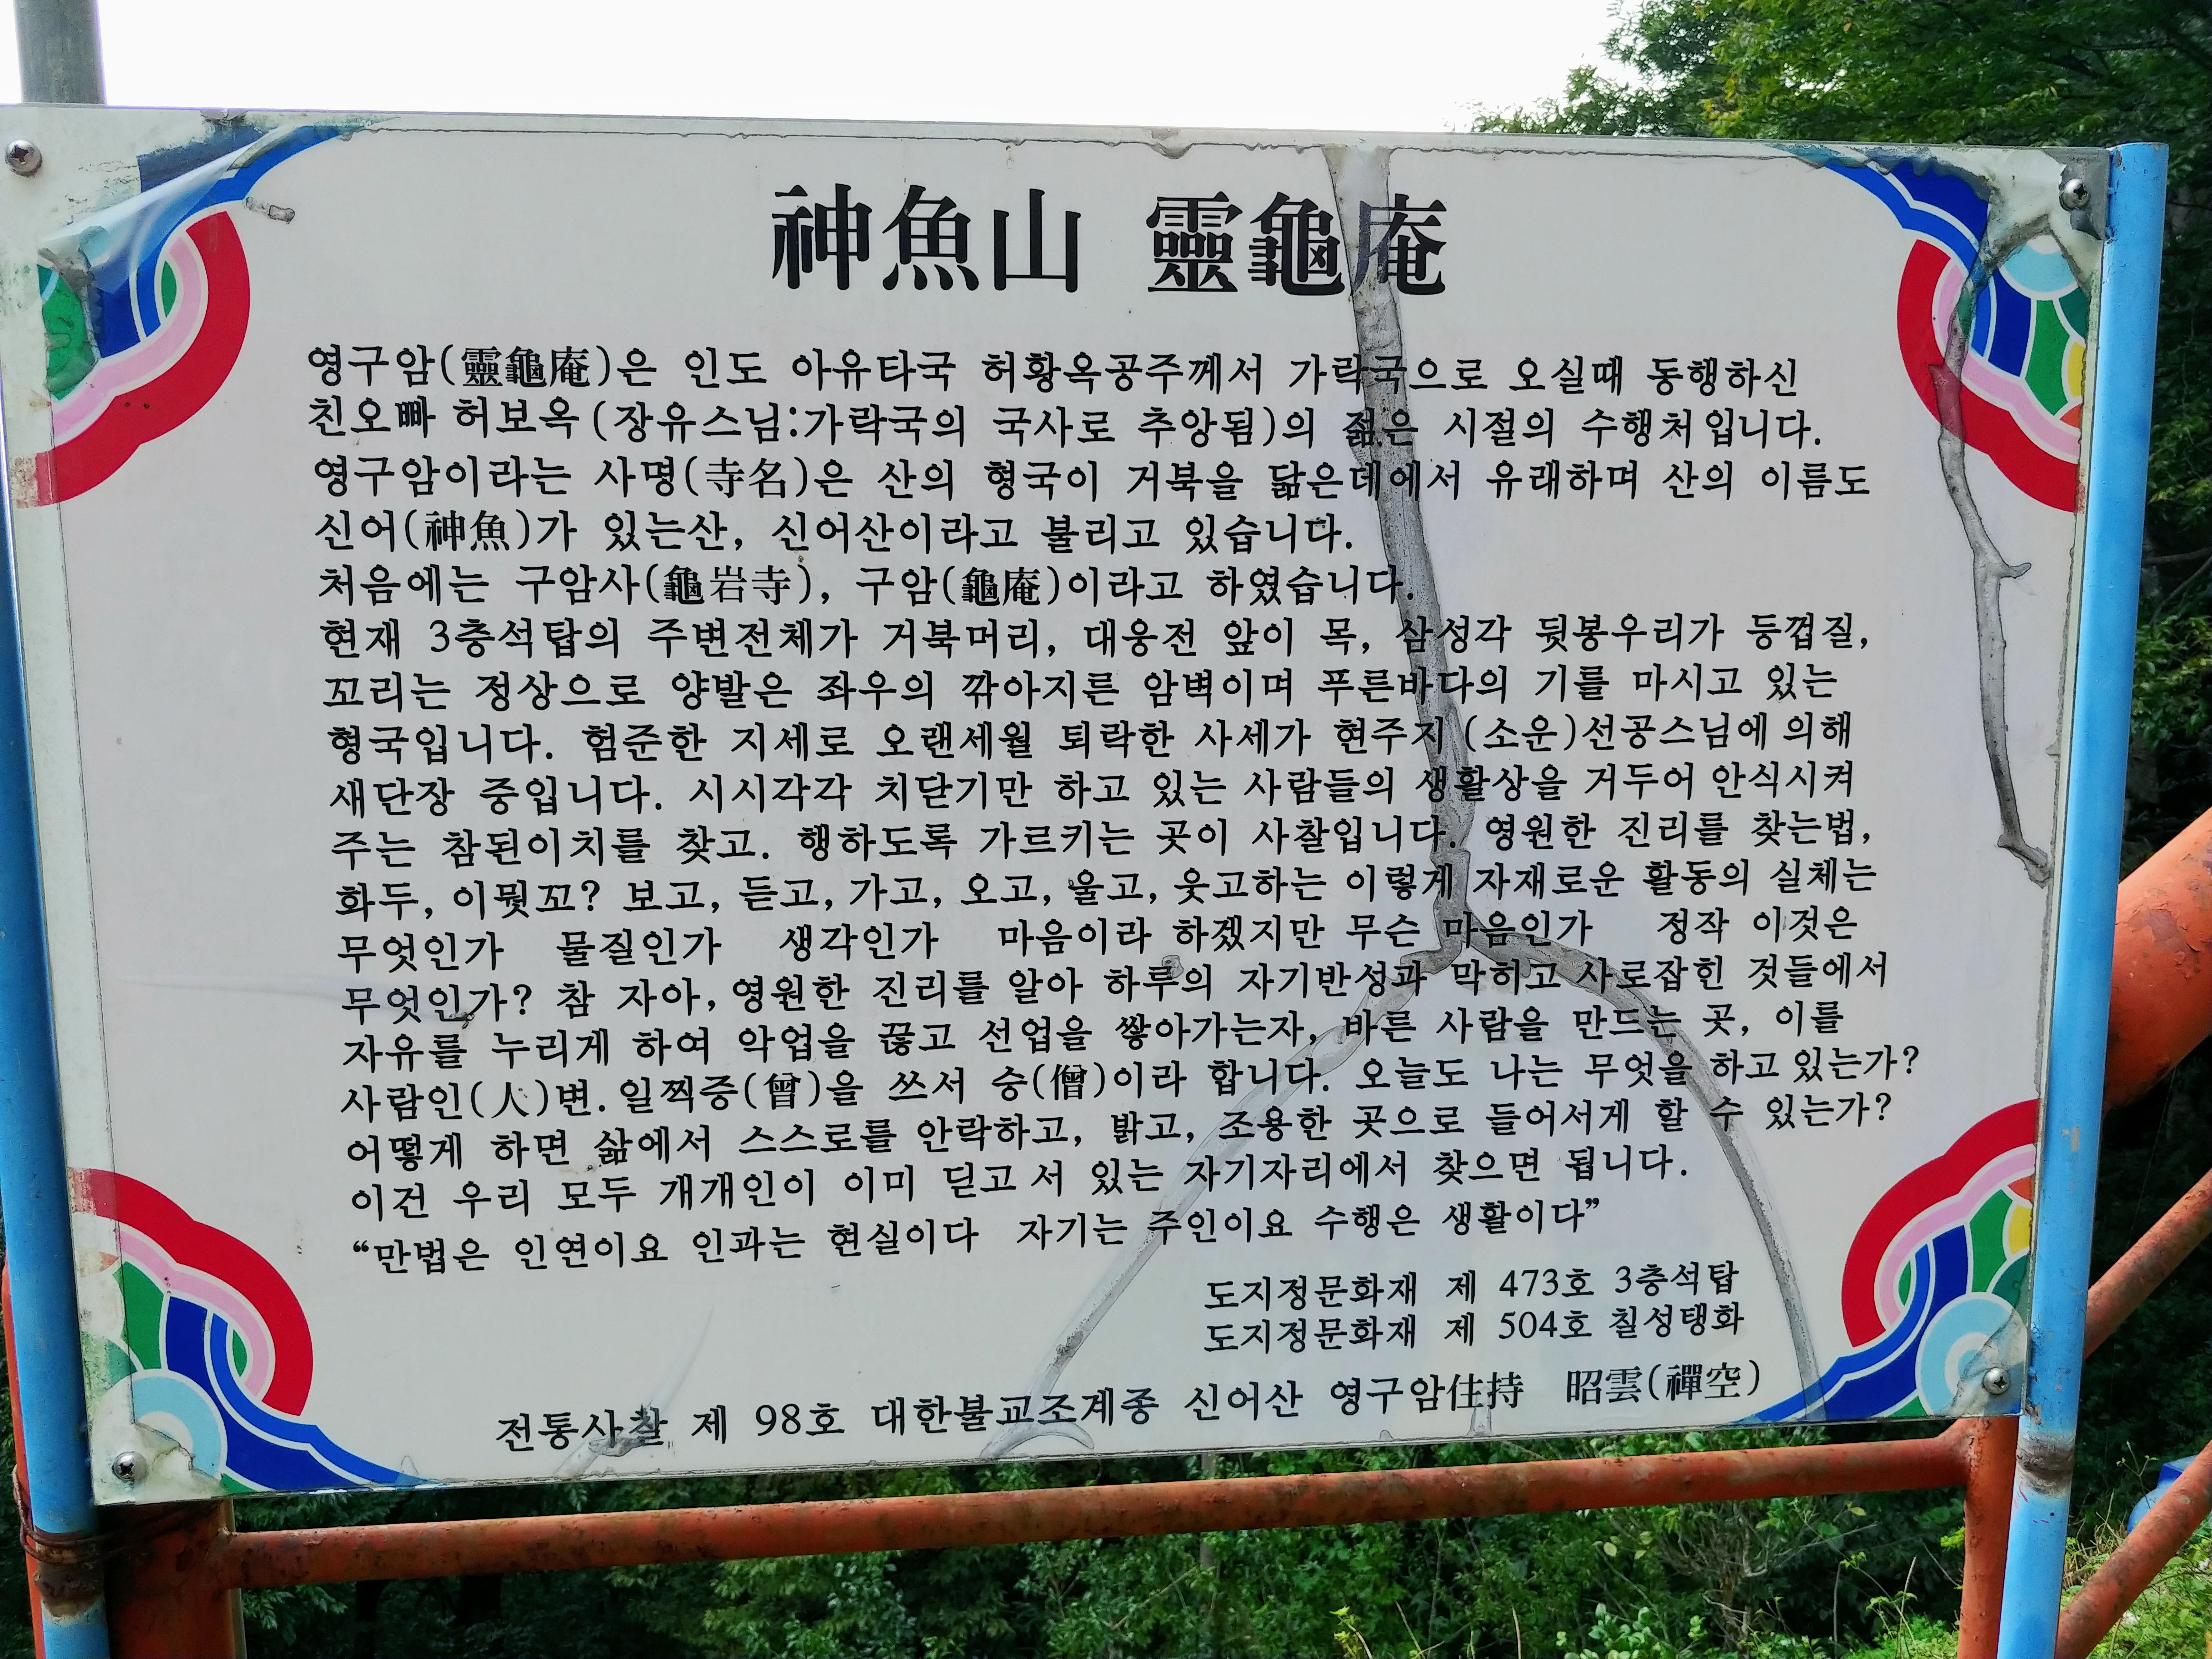 神魚山 靈龜庵
영구암(靈龜庵)은 인도 아유타국 허황옥공주께서 가락국으로 오실때 동행하신
친오빠 허보옥(장유스님:가락국의 국사로 추앙됨)의 젊은 시절의 수행처입니다.
영구암이라는 사명(寺名)은 산의 형국이 거북을 닮은데에서 유래하며 산의 이름도
신어(神魚)가 있는산, 신어산이라고 불리고 있습니다.
처음에는 구암사(龜岩寺), 구암(龜庵)이라고 하였습니다.
현재 3층석탑의 주변전체가 거북머리, 대웅전 앞이 목, 삼성각 뒷봉우리가 등껍질,
꼬리는 정상으로 양발은 좌우의 깎아지른 암벽이며 푸른바다의 기를 마시고 있는
형국입니다. 험준한 지세로 오랜세월 퇴락한 사세가 현주지 (소운)선공스님에 의해
새단장 중입니다. 시시각각 치닫기만 하고 있는 사람들의 생활상을 거두어 안식시켜
주는 참된이치를 찾고. 행하도록 가르키는 곳이 사찰입니다. 영원한 진리를 찾는법,
화두, 이뭣꼬? 보고, 듣고, 가고, 오고, 울고, 웃고하는 이렇게 자재로운 활동의 실체는
무엇인가 물질인가 생각인가 마음이라 하겠지만 무슨 마음인가 정작 이것은
무엇인가? 참 자아, 영원한 진리를 알아 하루의 자기반성과 막히고 사로잡힌 것들에서
자유를 누리게 하여 악업을 끊고 선업을 쌓아가는자, 바른 사람을 만드는 곳, 이를
사람인(人)변. 일찍증(曾)을 쓰서 승(僧)이라 합니다. 오늘도 나는 무엇을 하고 있는가?
어떻게 하면 삶에서 스스로를 안락하고, 밝고, 조용한 곳으로 들어서게 할 수 있는가?
이건 우리 모두 개개인이 이미 딛고 서 있는 자기자리에서 찾으면 됩니다.
“만법은 인연이요 인과는 현실이다 자기는 주인이요 수행은 생활이다”
도지정문화재 제 473호 3층석탑
도지정문화재 제 504호 칠성탱화
전통사찰 제 98호 대한불교조계종 신어산 영구암住持 昭雲(禪空)